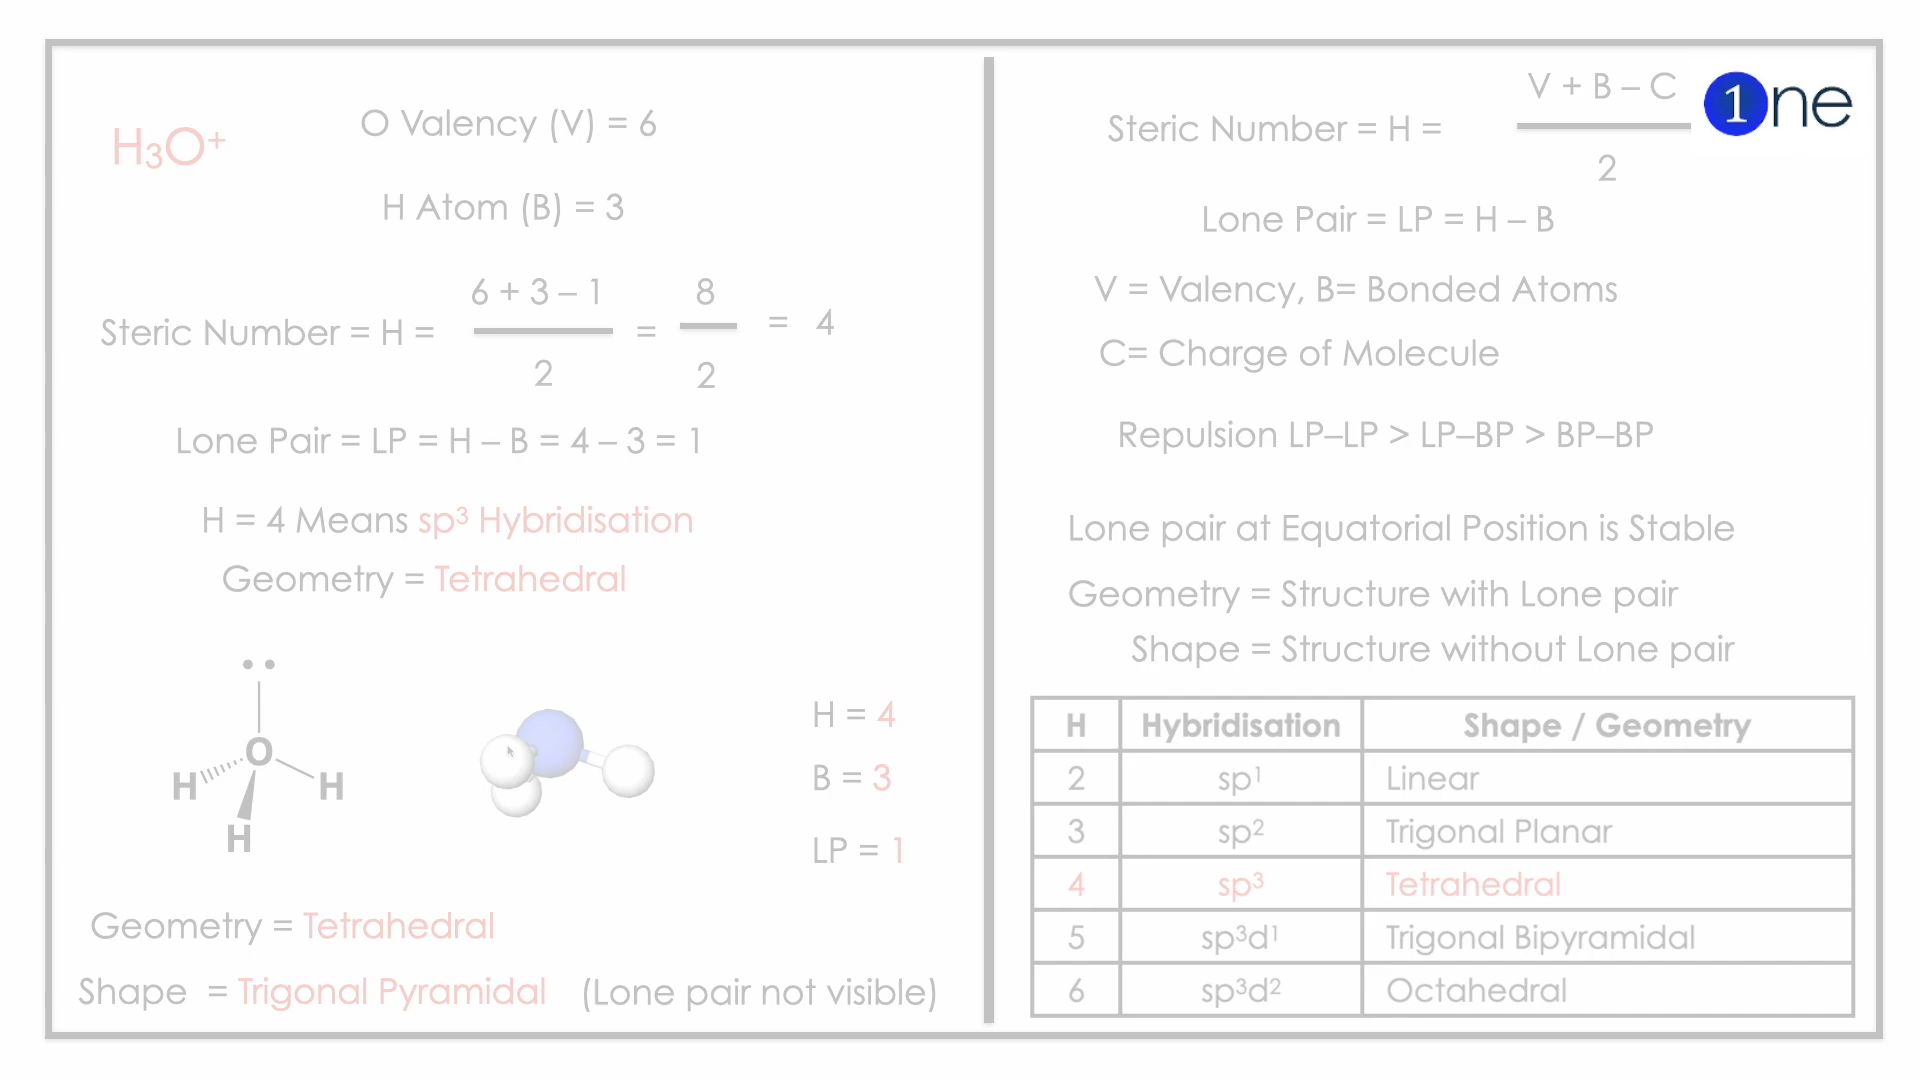 H₃O⁺
O Valency (V) = 6
H Atom (B) = 3
6 + 3 – 1
8
Steric Number = H =
=
= 4
2
2
Lone Pair = LP = H – B = 4 – 3 = 1
H = 4 Means sp³ Hybridisation
Geometry = Tetrahedral
O
H
H
H
H = 4
B = 3
LP = 1
Geometry = Tetrahedral
Shape = Trigonal Pyramidal (Lone pair not visible)
V + B – C
Steric Number = H =
2
1ne
Lone Pair = LP = H – B
V = Valency, B= Bonded Atoms
C= Charge of Molecule
Repulsion LP–LP > LP–BP > BP–BP
Lone pair at Equatorial Position is Stable
Geometry = Structure with Lone pair
Shape = Structure without Lone pair
H Hybridisation Shape / Geometry
2 sp¹ Linear
3 sp² Trigonal Planar
4 sp³ Tetrahedral
5 sp³d¹ Trigonal Bipyramidal
6 sp³d² Octahedral